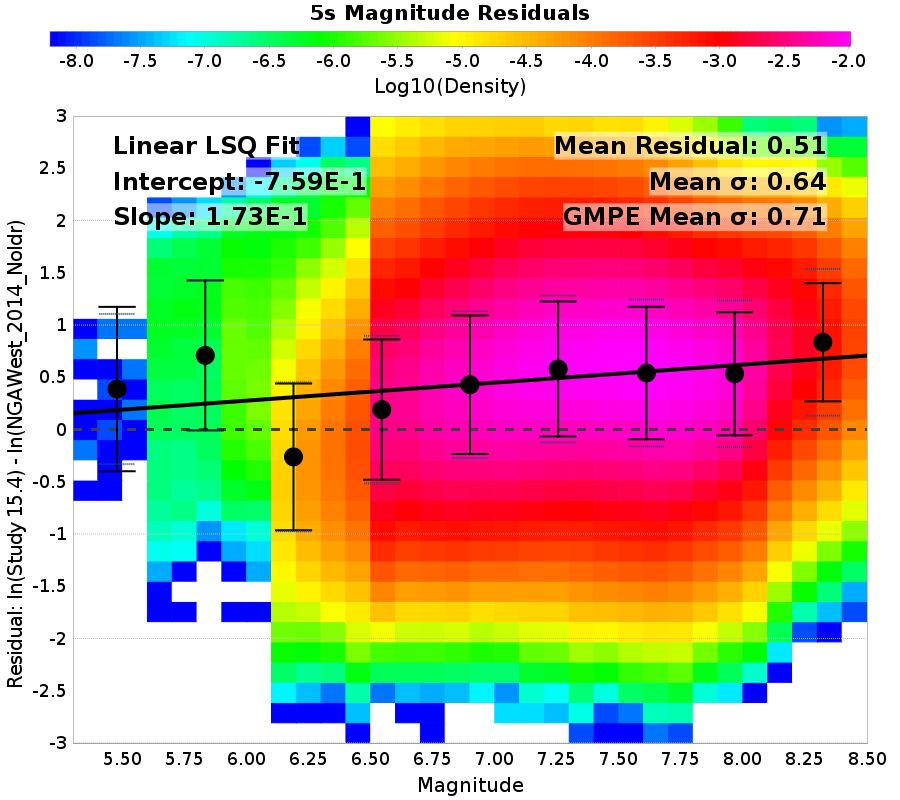 5s Magnitude Residuals
-8.0 -7.5 -7.0 -6.5 -6.0 -5.5 -5.0 -4.5 -4.0 -3.5 -3.0 -2.5 -2.0
Log10(Density)
Linear LSQ Fit
Intercept: -7.59E-1
Slope: 1.73E-1
Mean Residual: 0.51
Mean σ: 0.64
GMPE Mean σ: 0.71
Residual: ln(Study 15.4) - ln(NGAWest_2014_NoIdr)
3
2.5
2
1.5
1
0.5
0
-0.5
-1
-1.5
-2
-2.5
-3
5.50 5.75 6.00 6.25 6.50 6.75 7.00 7.25 7.50 7.75 8.00 8.25 8.50
Magnitude